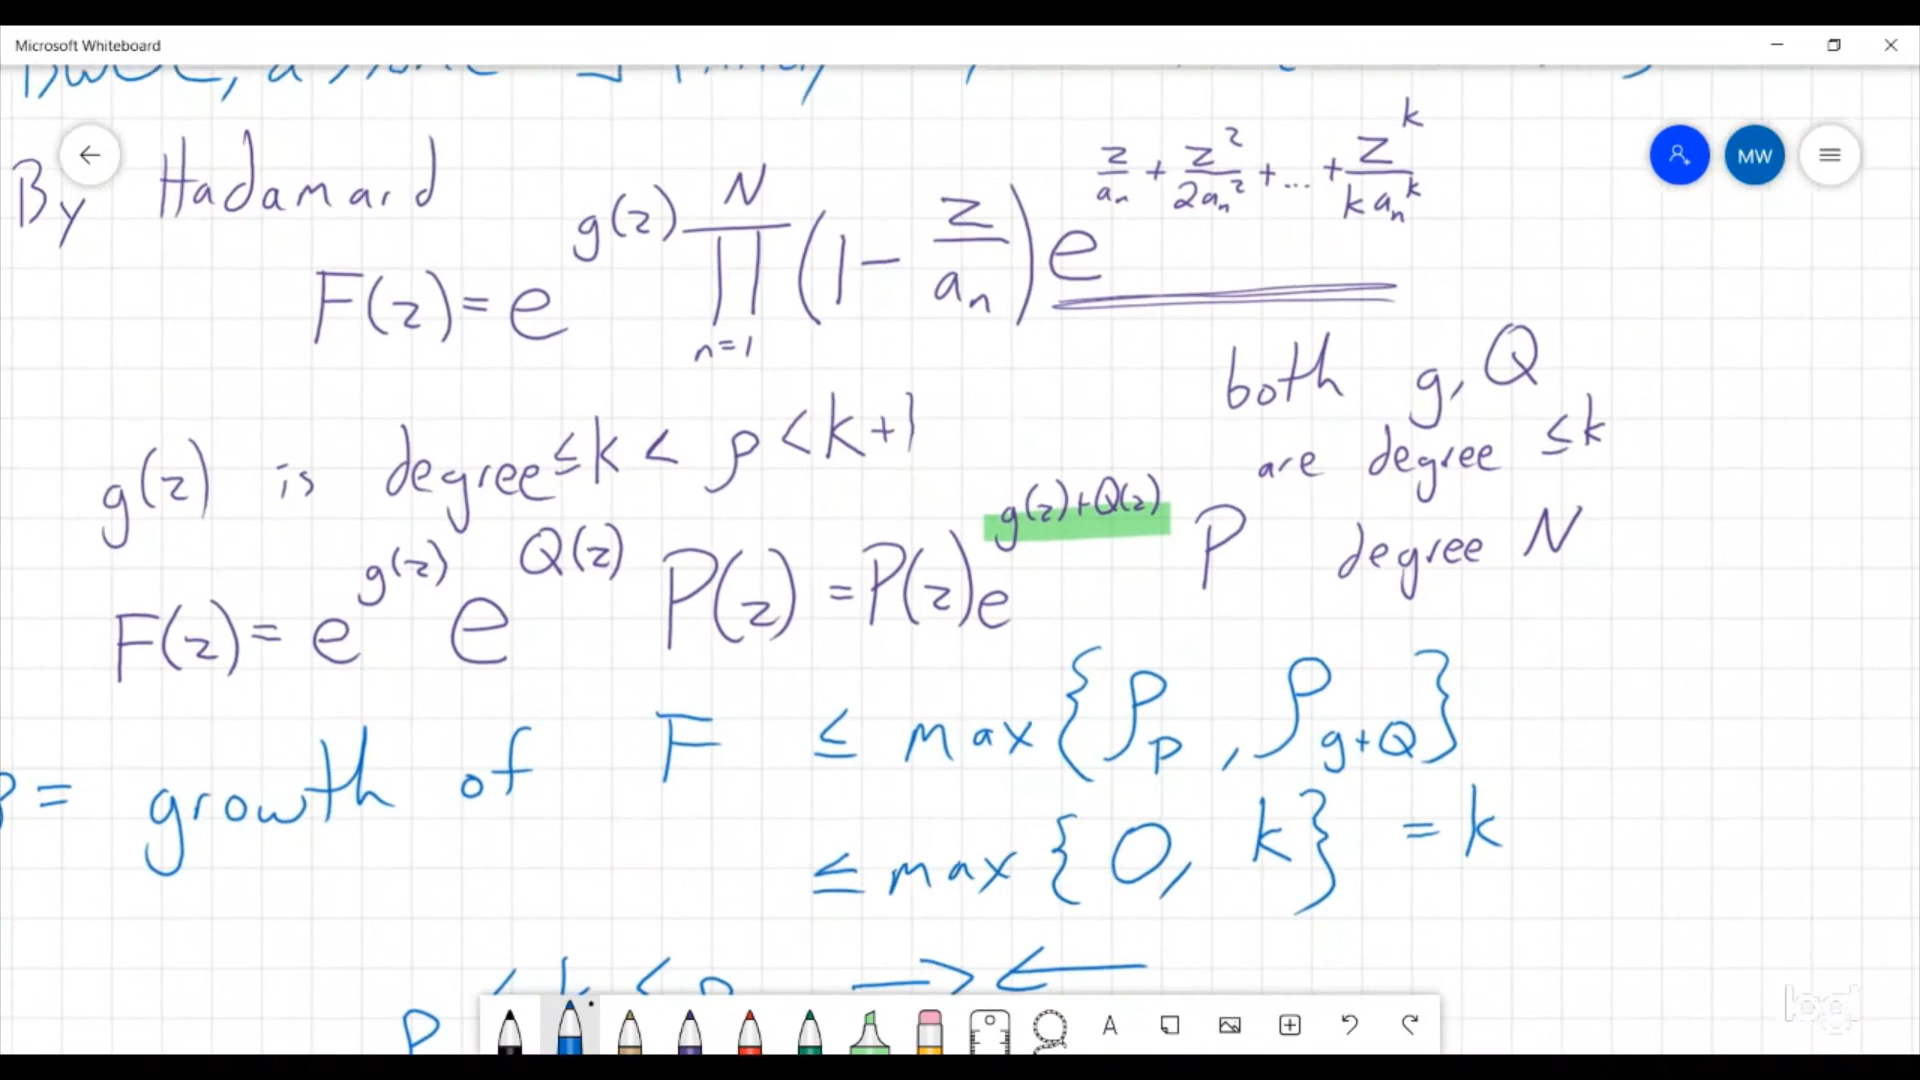 Microsoft Whiteboard
MW
By Hadamard
F(z) = e^{g(z)} ∏_{n=1}^{N} (1 - z/a_n) e^{z/a_n + z²/2a_n² + ... + z^k/k a_n^k}
both g, Q
are degree ≤ k
g(z) is degree ≤ k < ρ < k+1
P degree N
F(z) = e^{g(z)} e^{Q(z)} P(z) = P(z) e^{g(z)+Q(z)}
= growth of F ≤ max{ρ_p, ρ_{g+Q}}
≤ max{0, k} = k
→←
A
logi